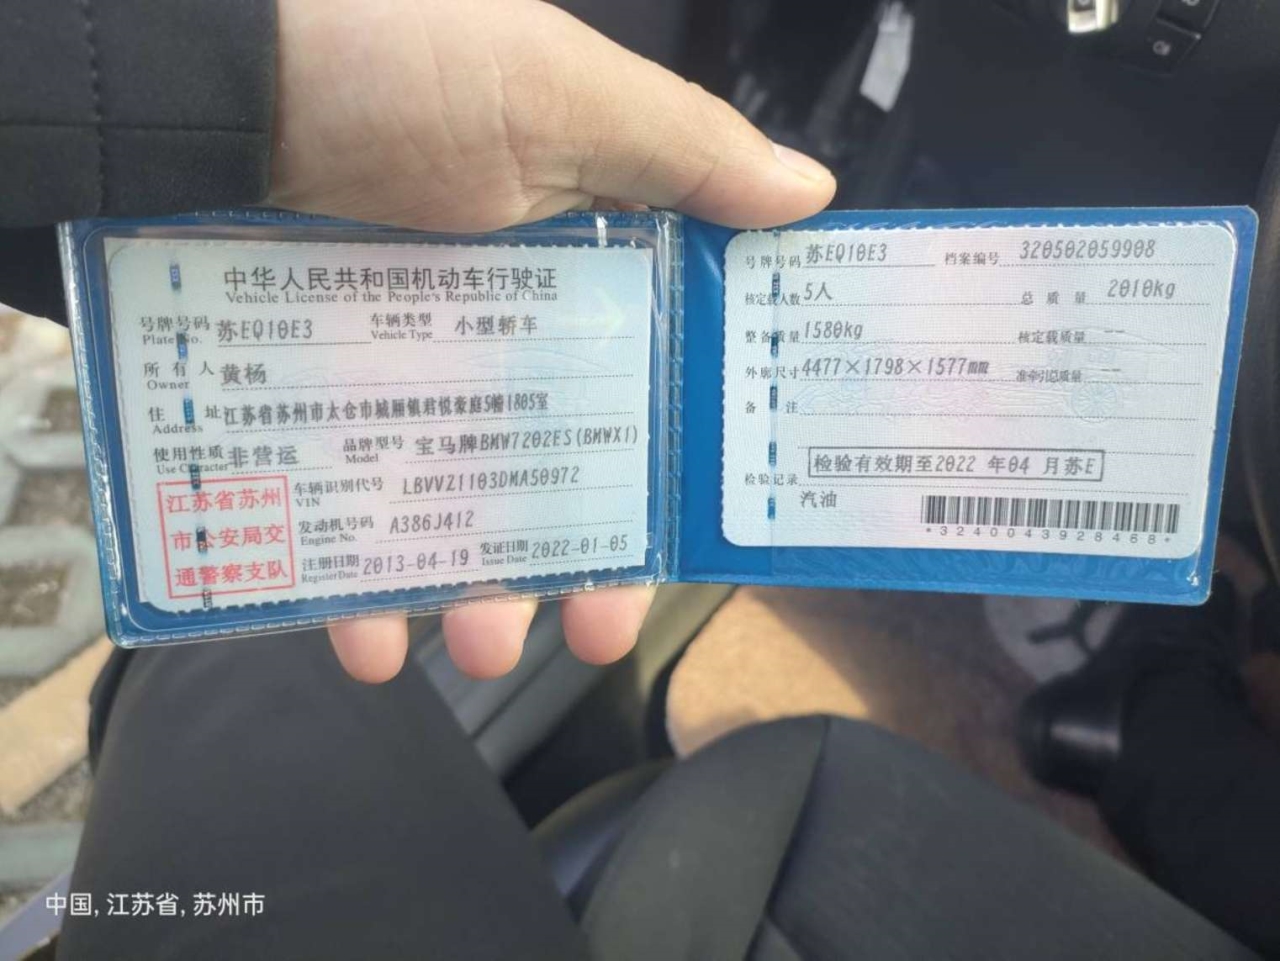 中华人民共和国机动车行驶证
Vehicle License of the People's Republic of China
号牌号码 苏EQ10E3 车辆类型 小型轿车
Plate No. Vehicle Type
所有人 黄杨
Owner
住址 江苏省苏州市太仓市城厢镇君悦豪庭5幢1805室
Address
使用性质 非营运 品牌型号 宝马牌BMW7202ES(BMWX1)
Use Character Model
江苏省苏州
市公安局交
通警察支队
车辆识别代号 LBVVZ1103DMA50972
VIN
发动机号码 A386J412
Engine No.
注册日期 2013-04-19 发证日期 2022-01-05
Register Date Issue Date
号牌号码 苏EQ10E3 档案编号 320502059908
核定载人数 5人 总质量 2010kg
整备质量 1580kg 核定载质量 --
外廓尺寸 4477×1798×1577mm 准牵引总质量 --
备注
检验记录 检验有效期至2022 年04 月苏E
汽油
*3240043928468*
中国, 江苏省, 苏州市